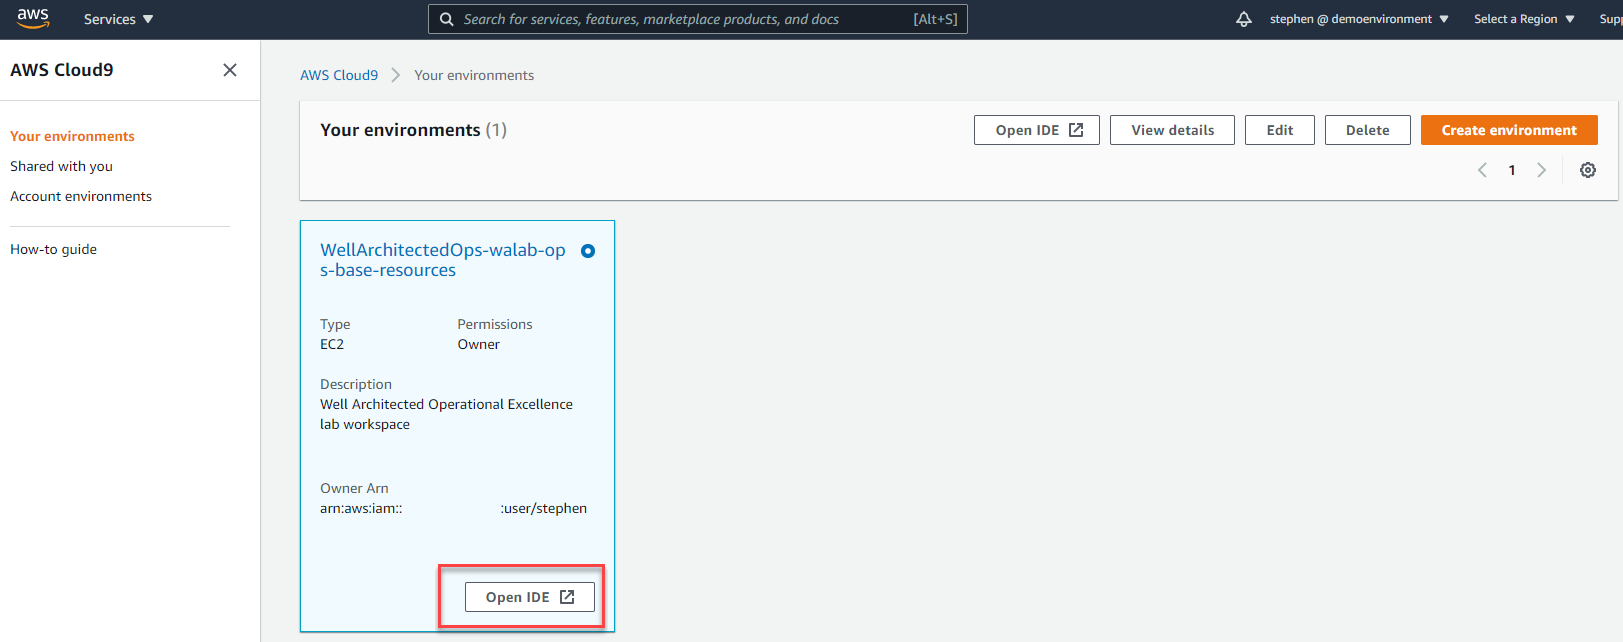 aws
Services
Search for services, features, marketplace products, and docs
[Alt+S]
stephen @ demoenvironment
Select a Region
AWS Cloud9
Your environments
Shared with you
Account environments
How-to guide
AWS Cloud9
Your environments
Your environments (1)
Open IDE
View details
Edit
Delete
Create environment
1
WellArchitectedOps-walab-op
s-base-resources
Type
Permissions
EC2
Owner
Description
Well Architected Operational Excellence
lab workspace
Owner Arn
arn:aws:iam:: :user/stephen
Open IDE